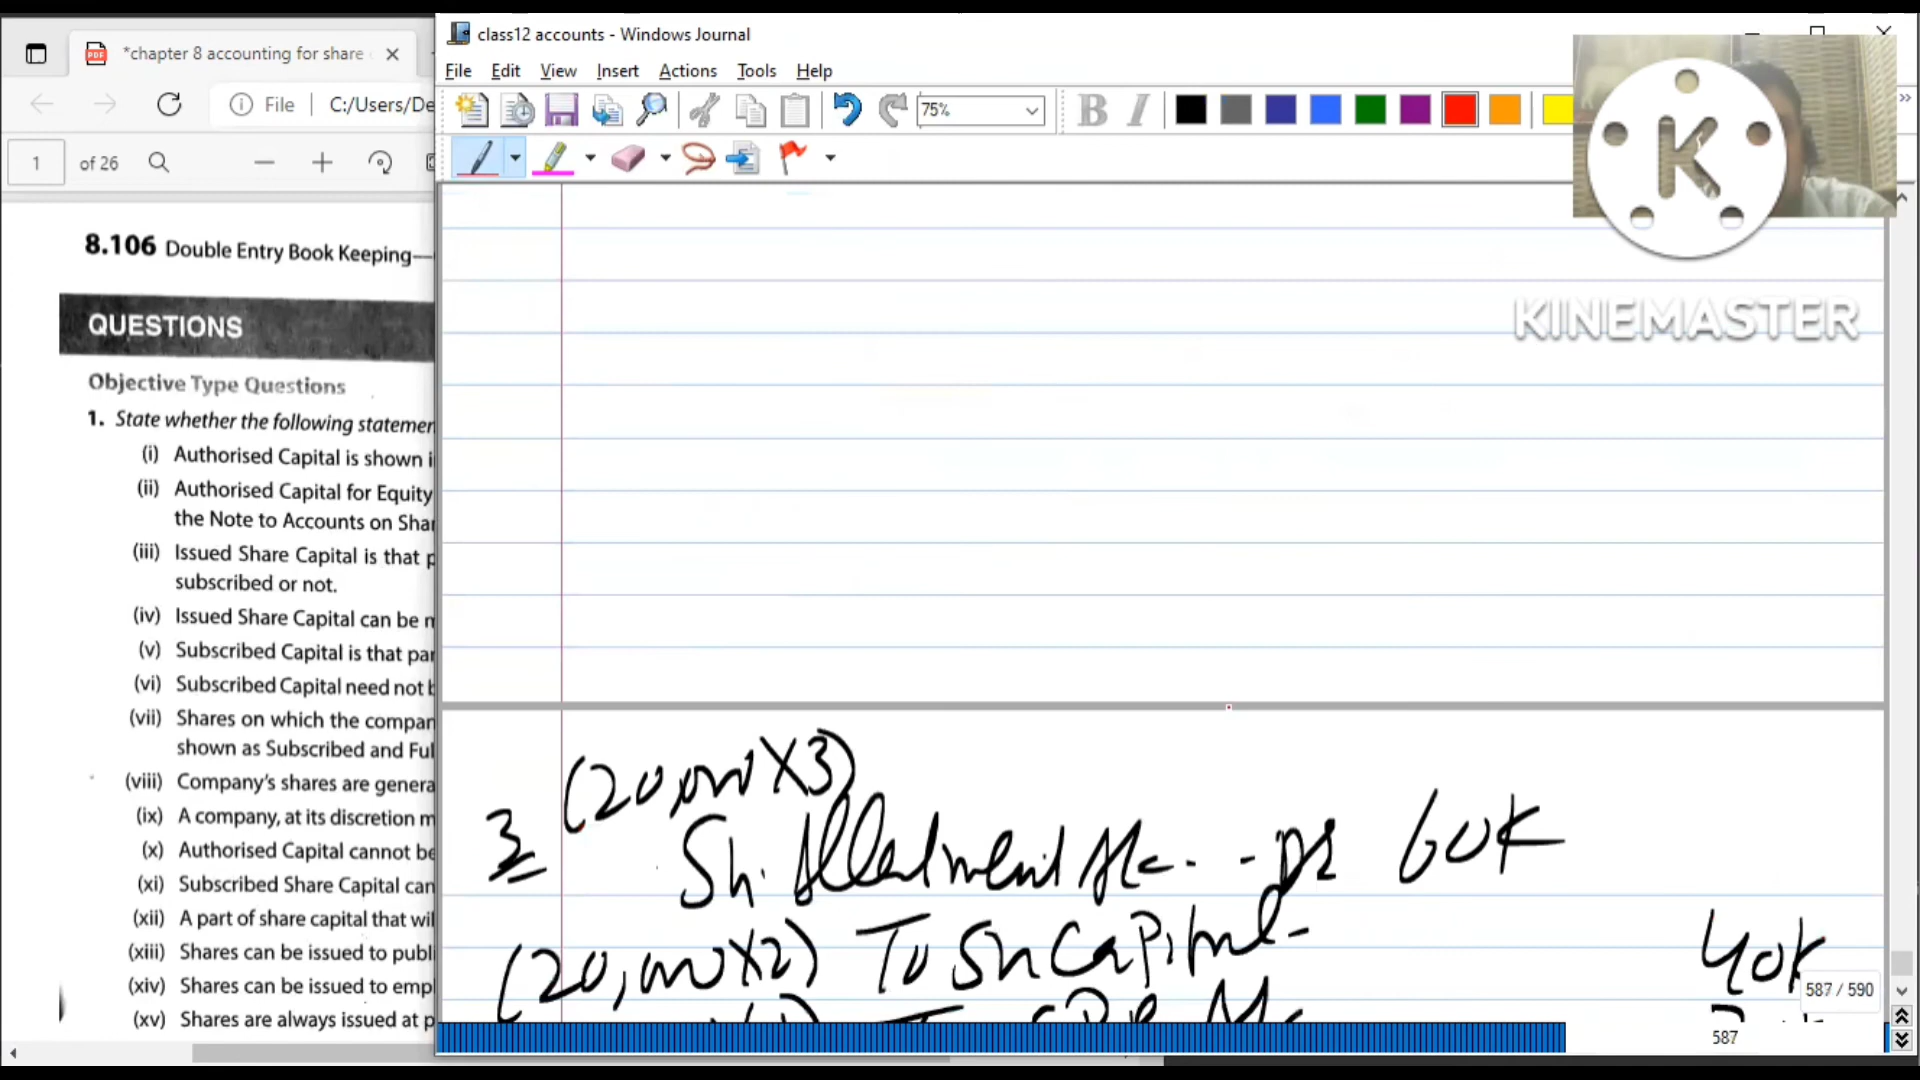 *chapter 8 accounting for share
class12 accounts - Windows Journal
File Edit View Insert Actions Tools Help
File C:/Users/De
75%
B I
1 of 26
K
KINEMASTER
8.106 Double Entry Book Keeping—
QUESTIONS
Objective Type Questions
1. State whether the following statemen
(i) Authorised Capital is shown i
(ii) Authorised Capital for Equity
the Note to Accounts on Shar
(iii) Issued Share Capital is that p
subscribed or not.
(iv) Issued Share Capital can be n
(v) Subscribed Capital is that par
(vi) Subscribed Capital need not b
(vii) Shares on which the compan
shown as Subscribed and Ful
(viii) Company's shares are genera
(ix) A company, at its discretion m
(x) Authorised Capital cannot be
(xi) Subscribed Share Capital can
(xii) A part of share capital that wil
(xiii) Shares can be issued to publi
(xiv) Shares can be issued to empl
(xv) Shares are always issued at p
(20,000X3)
3 Sh. Allotment A/c - - Dr 60K
(20,000X2) To Sh Capital - 40K
587 / 590
587